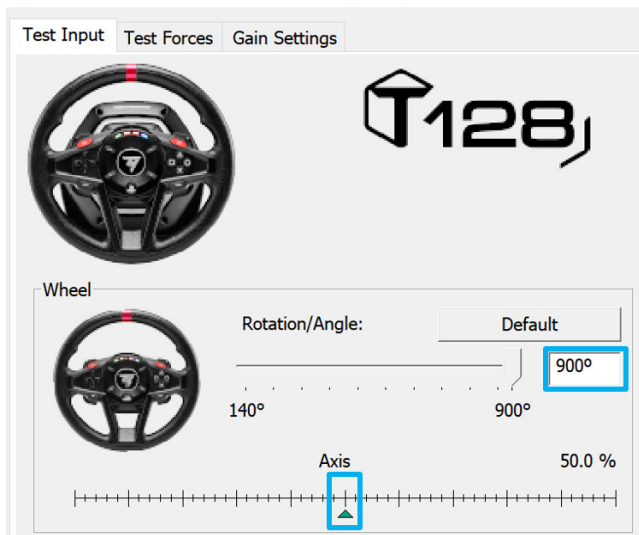 Test Input Test Forces Gain Settings
T128
Wheel
Rotation/Angle: Default
900º
140º 900º
Axis 50.0 %